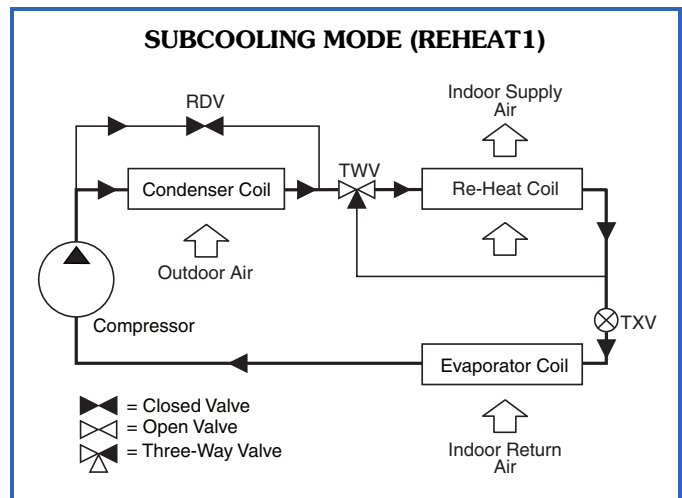 SUBCOOLING MODE (REHEAT1)
Indoor Supply
Air
RDV
TWV
Condenser Coil
Re-Heat Coil
Outdoor Air
TXV
Compressor
Evaporator Coil
= Closed Valve
= Open Valve
= Three-Way Valve
Indoor Return
Air